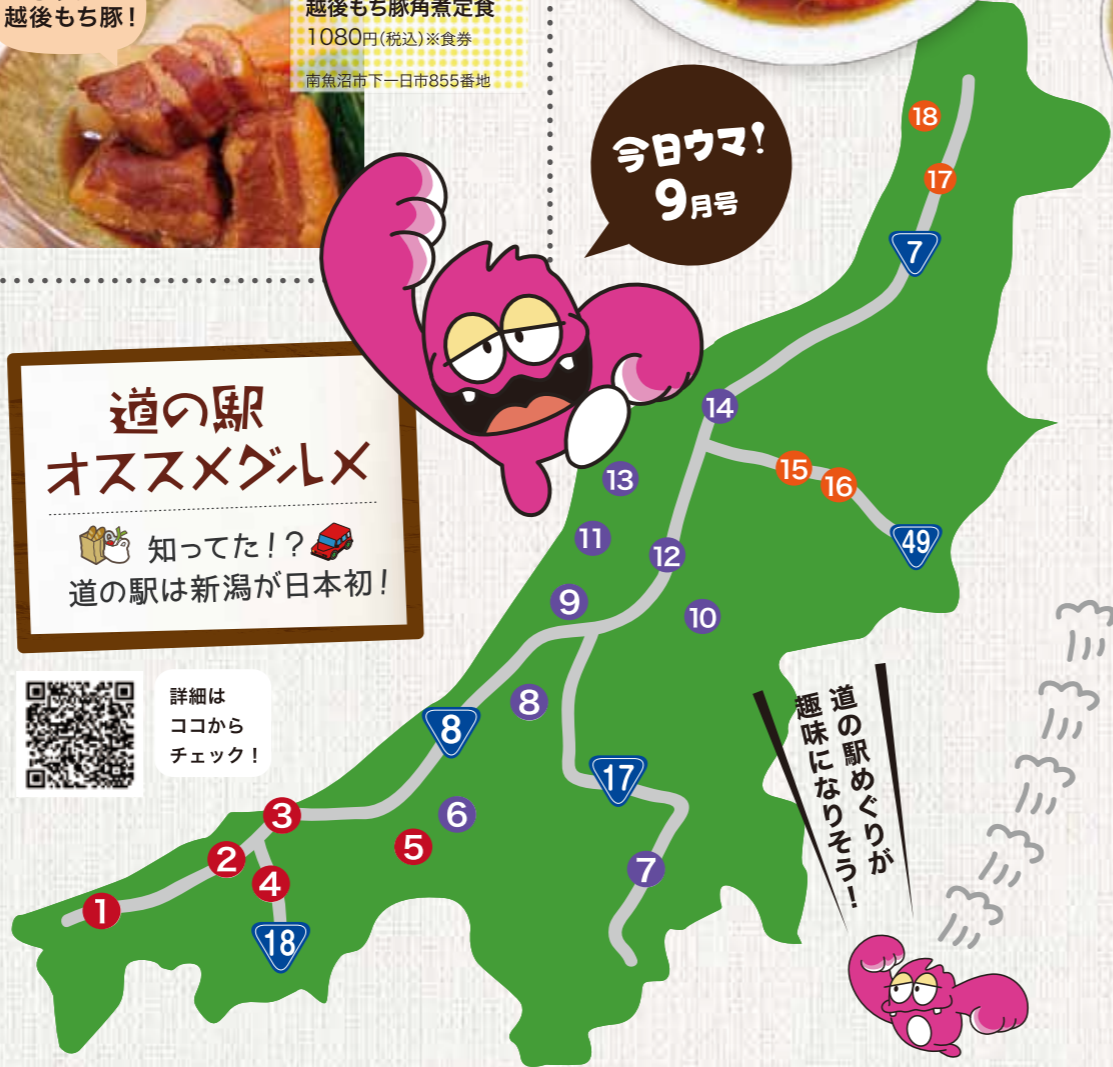 越後もち豚！
越後もち豚角煮定食
1080円(税込)※食券
南魚沼市下一日市855番地
今日ウマ！
9月号
道の駅
オススメグルメ
知ってた！？
道の駅は新潟が日本初！
詳細は
ココから
チェック！
18
17
7
14
13
15
16
11
12
49
9
10
8
8
17
3
6
5
2
7
4
1
18
道の駅めぐりが
趣味になりそう！